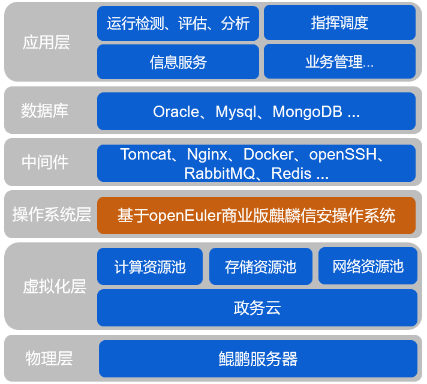 应用层
运行检测、评估、分析
指挥调度
信息服务
业务管理...
数据库
Oracle、Mysql、MongoDB ...
中间件
Tomcat、Nginx、Docker、openSSH、
RabbitMQ、Redis ...
操作系统层
基于openEuler商业版麒麟信安操作系统
虚拟化层
计算资源池
存储资源池
网络资源池
政务云
物理层
鲲鹏服务器